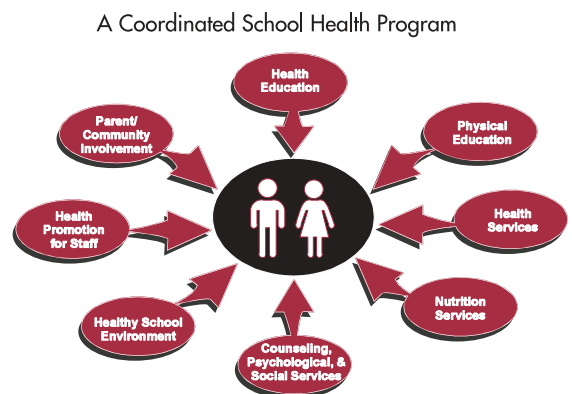 A Coordinated School Health Program
Health
Education
Physical
Education
Health
Services
Nutrition
Services
Counseling,
Psychological, &
Social Services
Healthy School
Environment
Health
Promotion
for Staff
Parent/
Community
Involvement